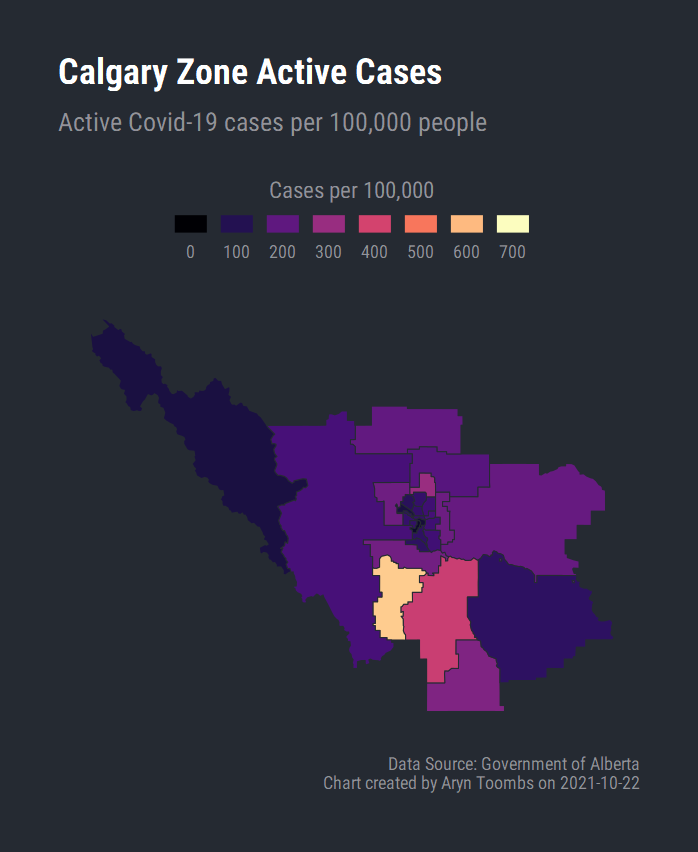 Calgary Zone Active Cases
Active Covid-19 cases per 100,000 people
Cases per 100,000
0 100 200 300 400 500 600 700
Data Source: Government of Alberta
Chart created by Aryn Toombs on 2021-10-22